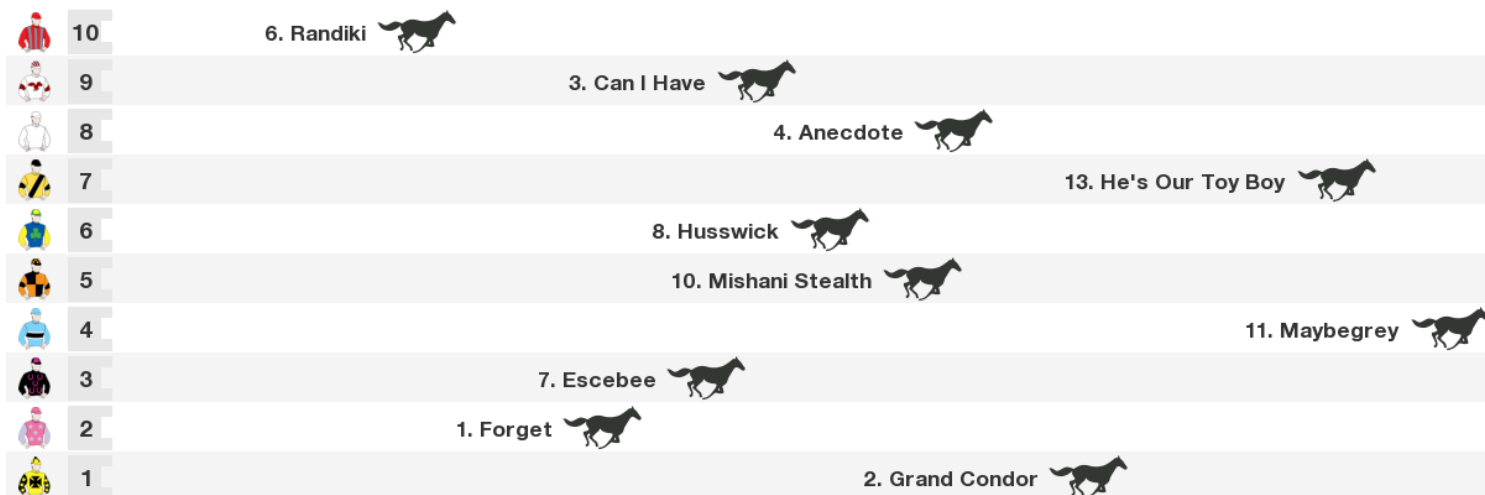 10 6. Randiki
9 3. Can I Have
8 4. Anecdote
7 13. He's Our Toy Boy
6 8. Husswick
5 10. Mishani Stealth
4 11. Maybegrey
3 7. Escebee
2 1. Forget
1 2. Grand Condor